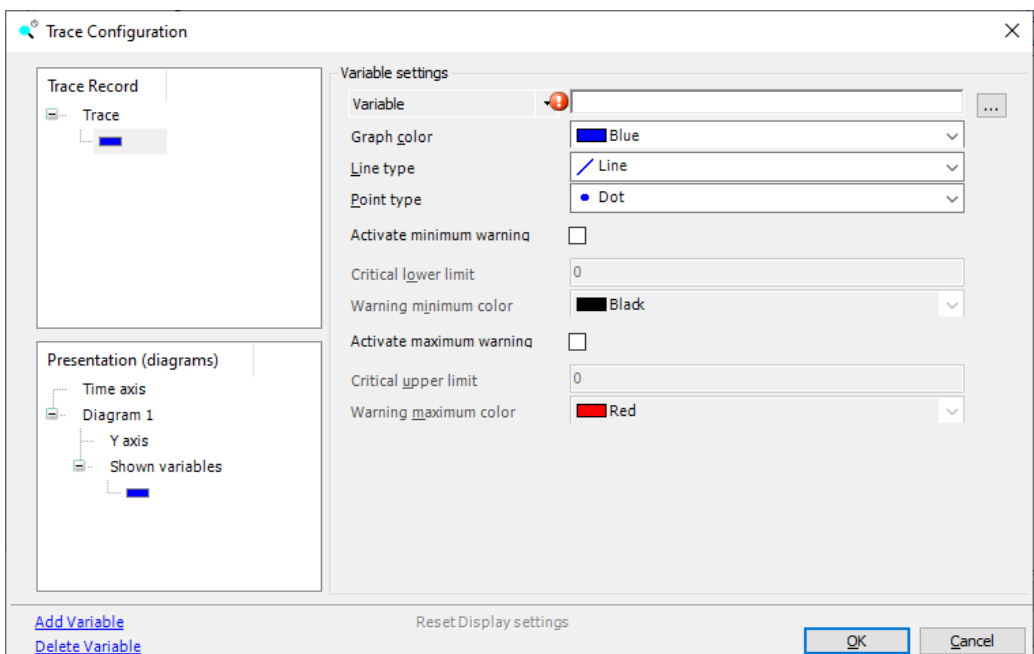 Trace Configuration
Trace Record
Trace
Variable settings
Variable
...
Graph color
Blue
Line type
Line
Point type
Dot
Activate minimum warning
Critical lower limit
0
Warning minimum color
Black
Activate maximum warning
Critical upper limit
0
Warning maximum color
Red
Presentation (diagrams)
Time axis
Diagram 1
Y axis
Shown variables
Add Variable
Delete Variable
Reset Display settings
OK
Cancel